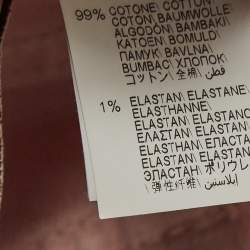 99% COTONE\ COTTON\
COTON\ BAUMWOLLE\
ALGODÓN\ BAMBAKI\
KATOEN\ BOMULD\
ПАМУК\ BAVLNA\
BUMBAC\ ХЛОПОК\
コットン\ 全棉\ قطن\
1% ELASTAN\ ELASTANE\
ELASTHANNE\
ELASTAN\ ELASTANO\
ΕΛΑΣΤΑΝ\ ELASTAN\
ELASTAN\ ЕЛАСТАН\
ELASTAN\ ELASTAN\
ЭЛАСТАН\ ポリウレ
\ 弹性纤维\ إيلاستين\